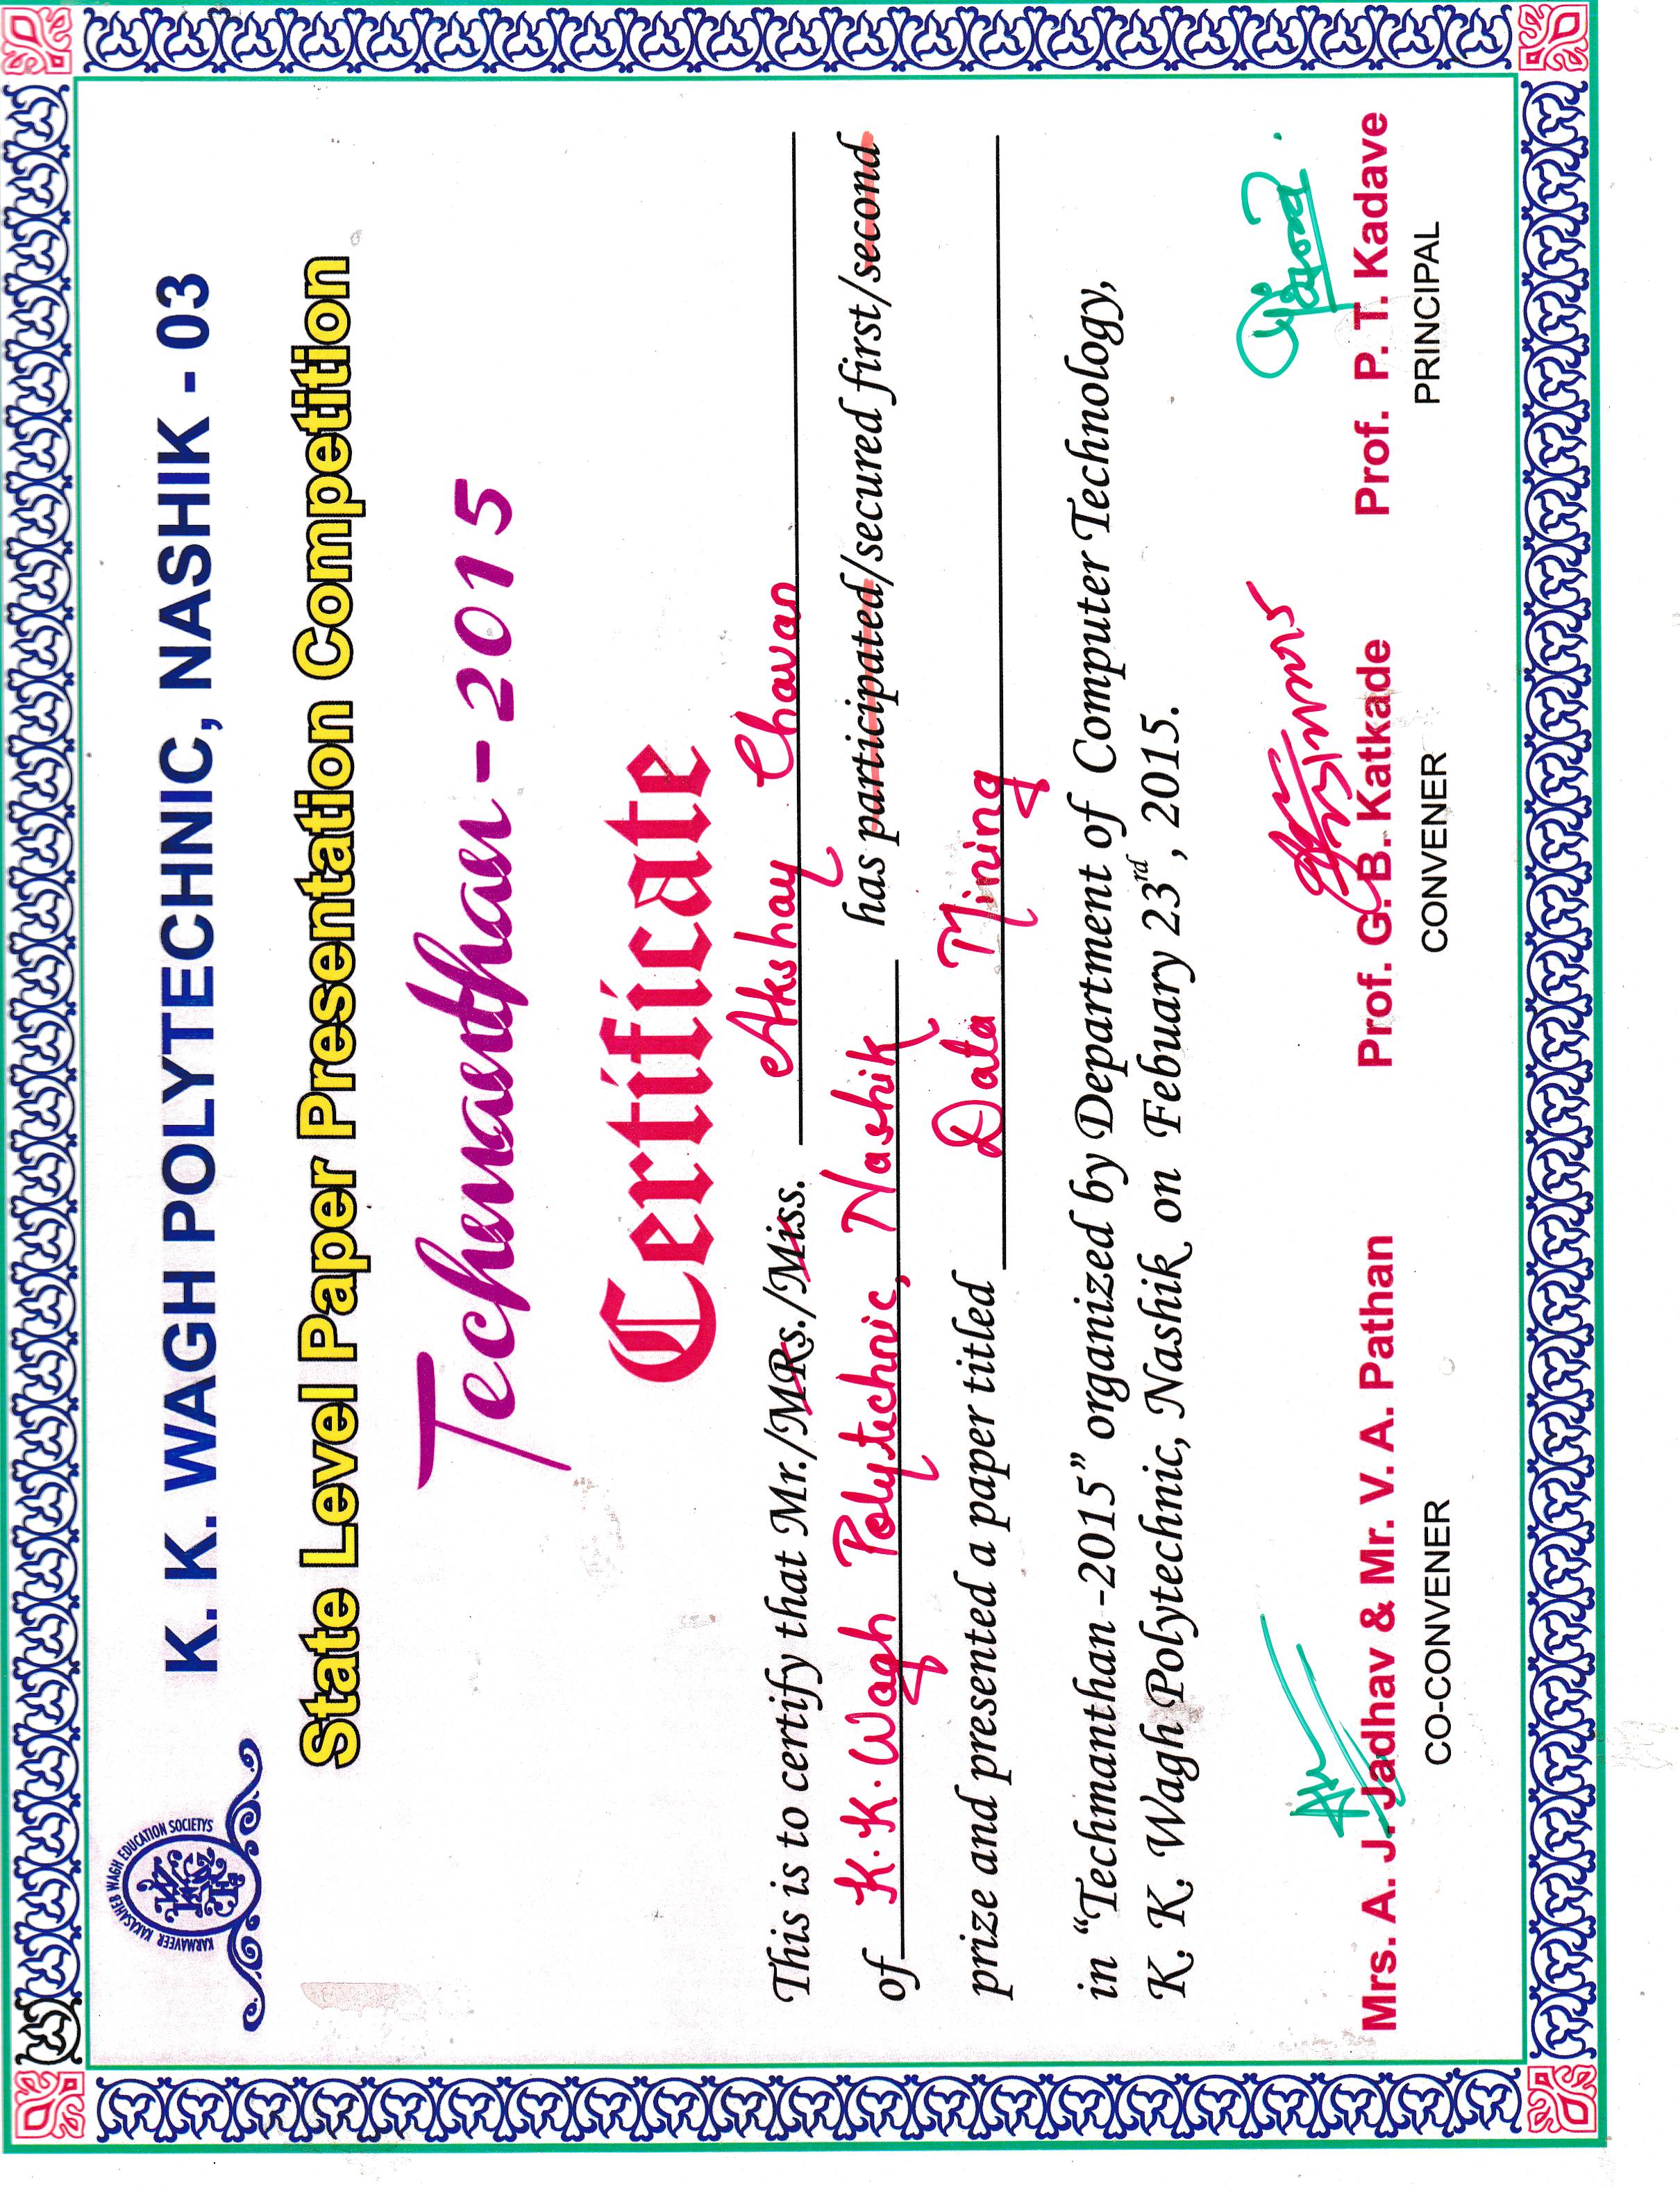 KARMAVEER KAKASAHEB WAGH EDUCATION SOCIETYS
K. K. WAGH POLYTECHNIC, NASHIK - 03
State Level Paper Presentation Competition
Techmanthan-2015
Certificate
This is to certify that Mr./MRs./Miss. Akshay Chavan
of K.K.Wagh Polytechnic, Nashik has participated/secured first/second
prize and presented a paper titled Data Mining
in “Techmanthan -2015” organized by Department of Computer Technology,
K. K. Wagh Polytechnic, Nashik on Febuary 23rd, 2015.
Mrs. A. J. Jadhav & Mr. V. A. Pathan Prof. G. B. Katkade Prof. P. T. Kadave
CO-CONVENER CONVENER PRINCIPAL